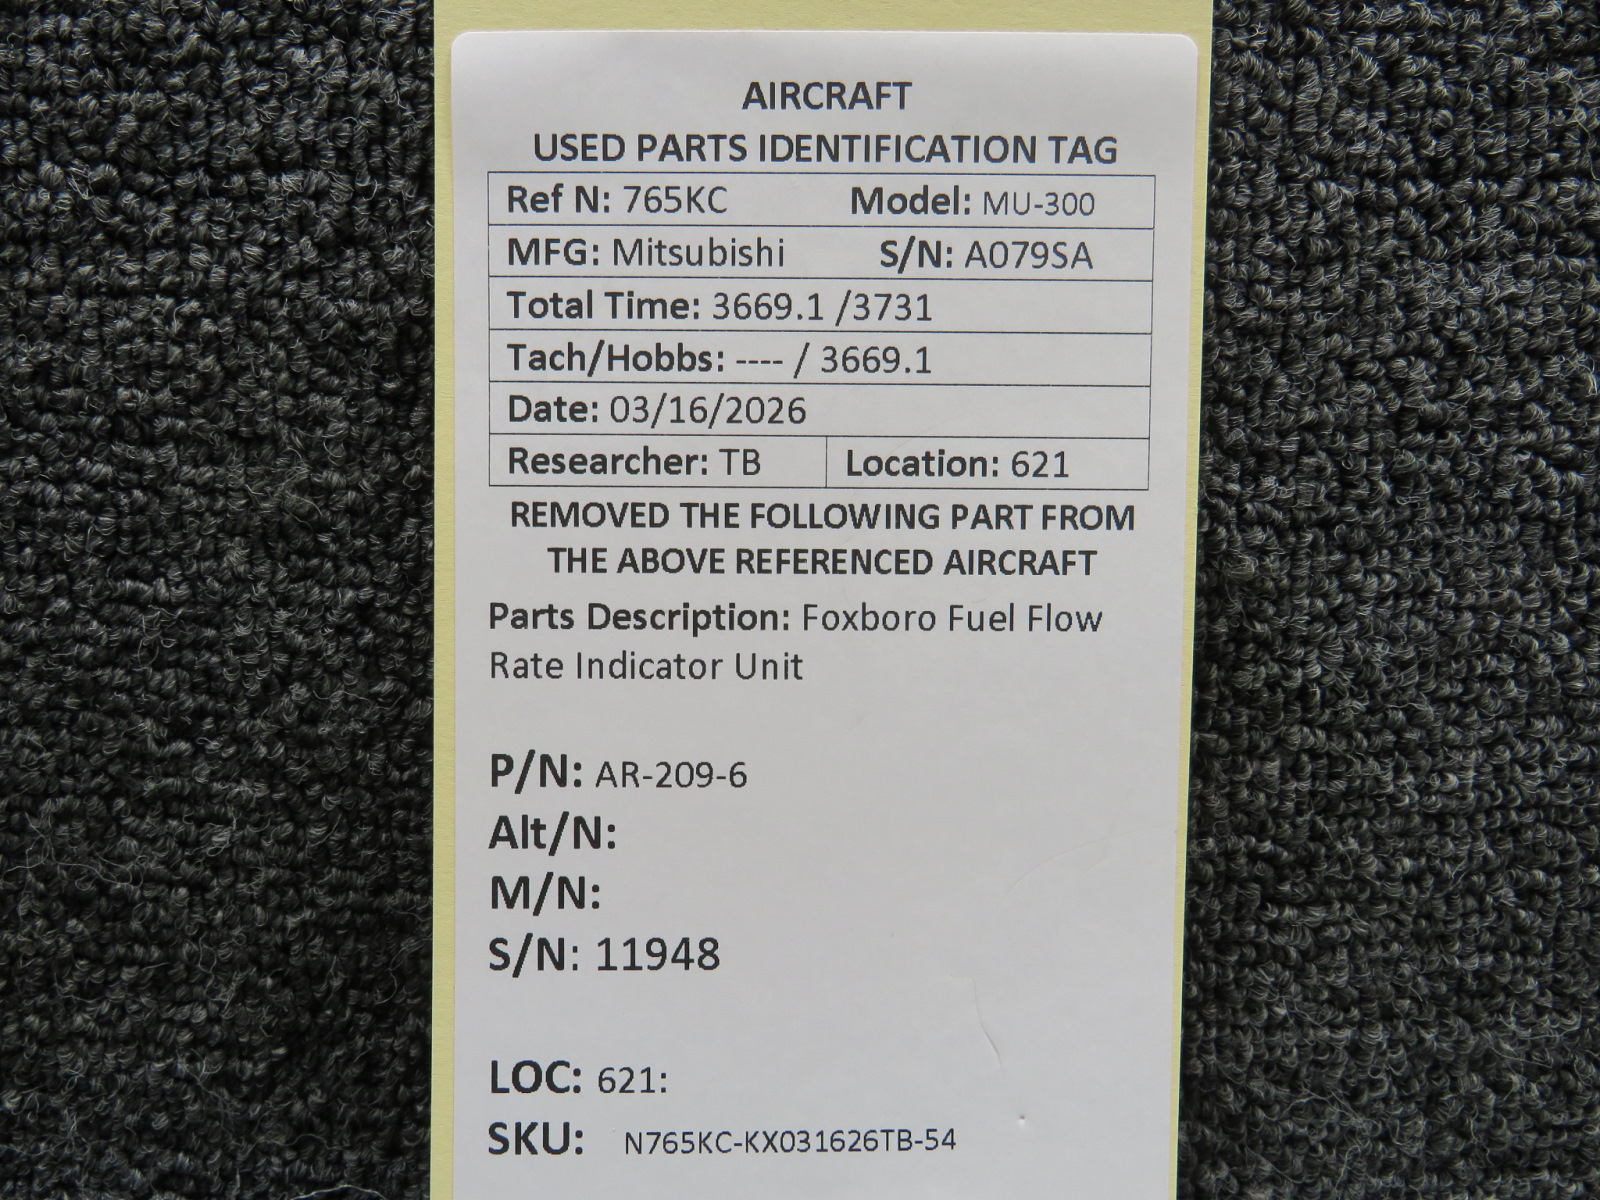 AIRCRAFT
USED PARTS IDENTIFICATION TAG
Ref N: 765KC Model: MU-300
MFG: Mitsubishi S/N: A079SA
Total Time: 3669.1 /3731
Tach/Hobbs: ---- / 3669.1
Date: 03/16/2026
Researcher: TB Location: 621
REMOVED THE FOLLOWING PART FROM
THE ABOVE REFERENCED AIRCRAFT
Parts Description: Foxboro Fuel Flow
Rate Indicator Unit
P/N: AR-209-6
Alt/N:
M/N:
S/N: 11948
LOC: 621:
SKU: N765KC-KX031626TB-54